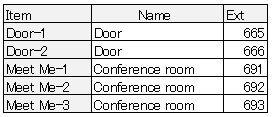 Item Name Ext
Door-1 Door 665
Door-2 Door 666
Meet Me-1 Conference room 691
Meet Me-2 Conference room 692
Meet Me-3 Conference room 693